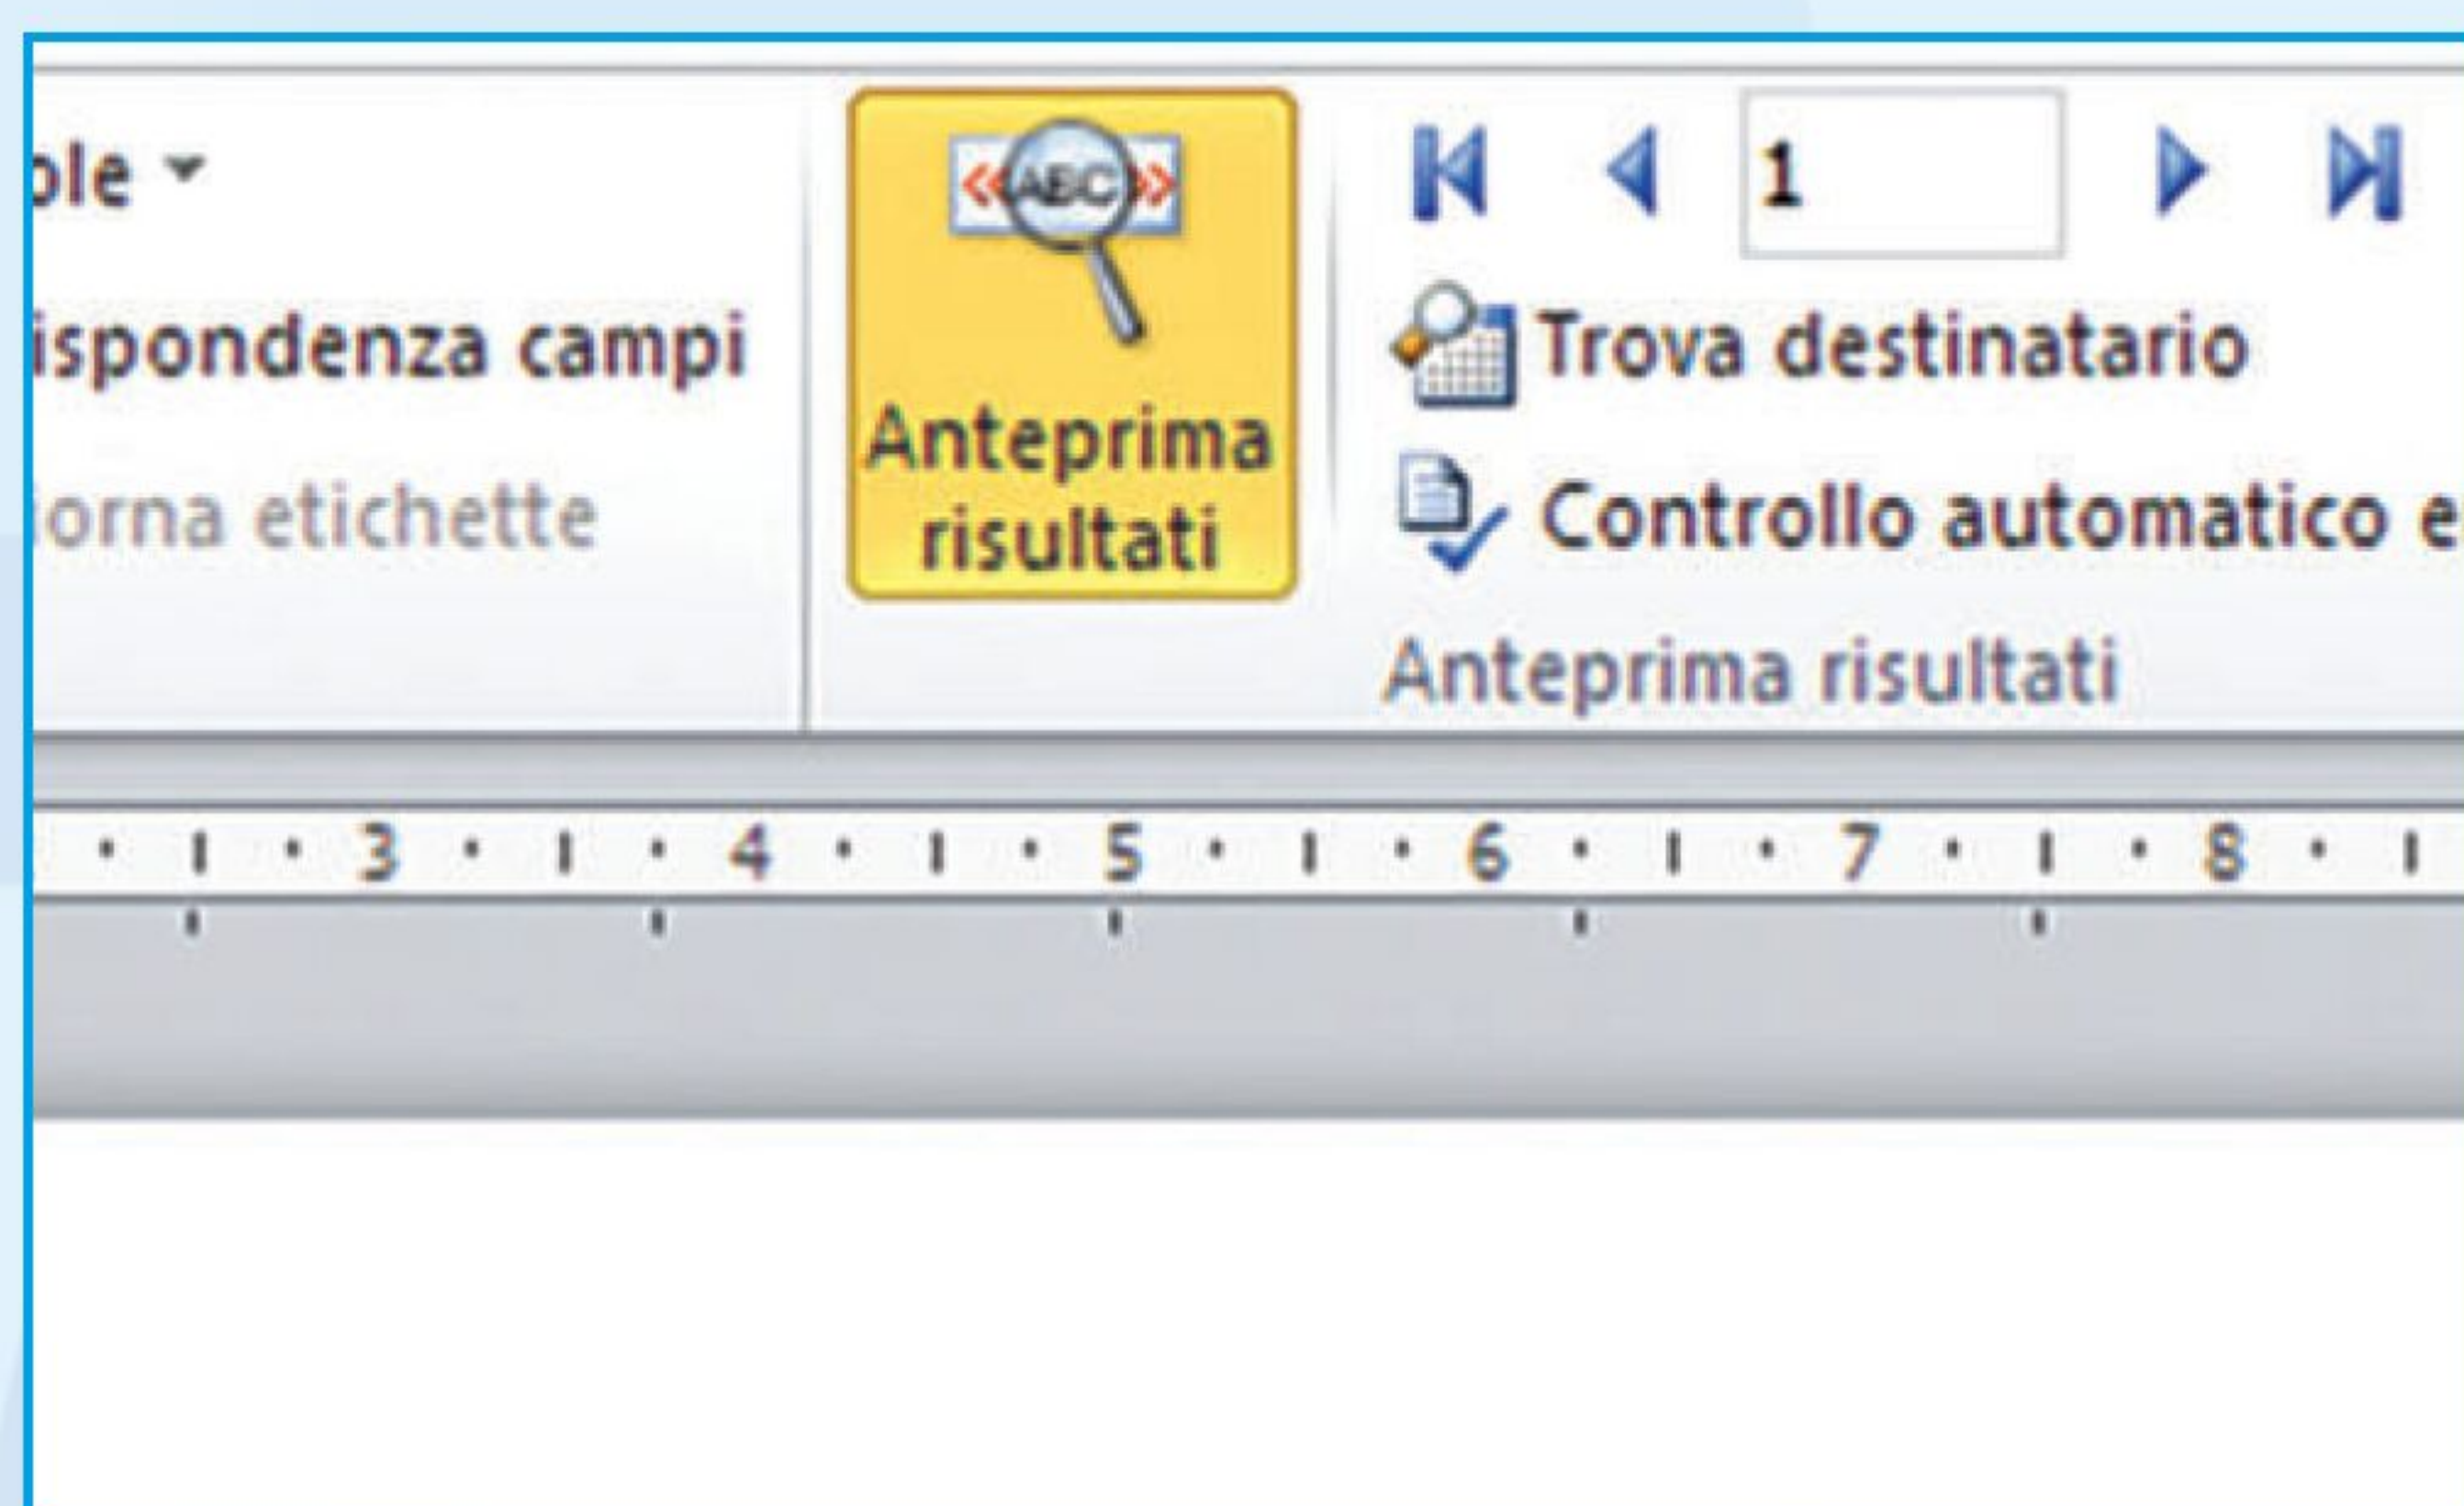 ole
ispondenza campi
iorna etichette
ABC
Anteprima
risultati
1
Trova destinatario
Controllo automatico e
Anteprima risultati
3 4 5 6 7 8